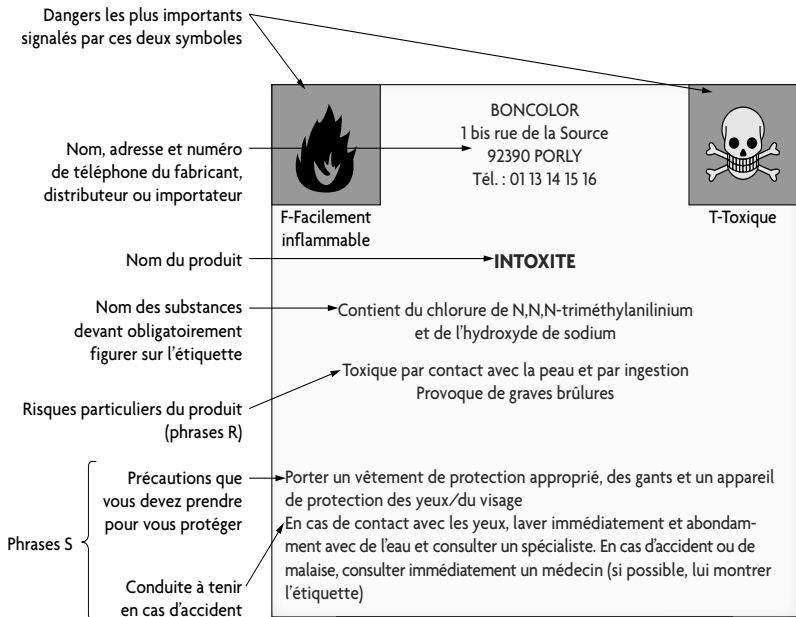 Dangers les plus importants
signalés par ces deux symboles
Nom, adresse et numéro
de téléphone du fabricant,
distributeur ou importateur
BONCOLOR
1 bis rue de la Source
92390 PORLY
Tél. : 01 13 14 15 16
F-Facilement
inflammable
T-Toxique
Nom du produit
INTOXITE
Nom des substances
devant obligatoirement
figurer sur l'étiquette
Contient du chlorure de N,N,N-triméthylanilinium
et de l'hydroxyde de sodium
Risques particuliers du produit
(phrases R)
Toxique par contact avec la peau et par ingestion
Provoque de graves brûlures
Phrases S
Précautions que
vous devez prendre
pour vous protéger
Porter un vêtement de protection approprié, des gants et un appareil
de protection des yeux/du visage
Conduite à tenir
en cas d'accident
En cas de contact avec les yeux, laver immédiatement et abondam-
ment avec de l'eau et consulter un spécialiste. En cas d'accident ou de
malaise, consulter immédiatement un médecin (si possible, lui montrer
l'étiquette)